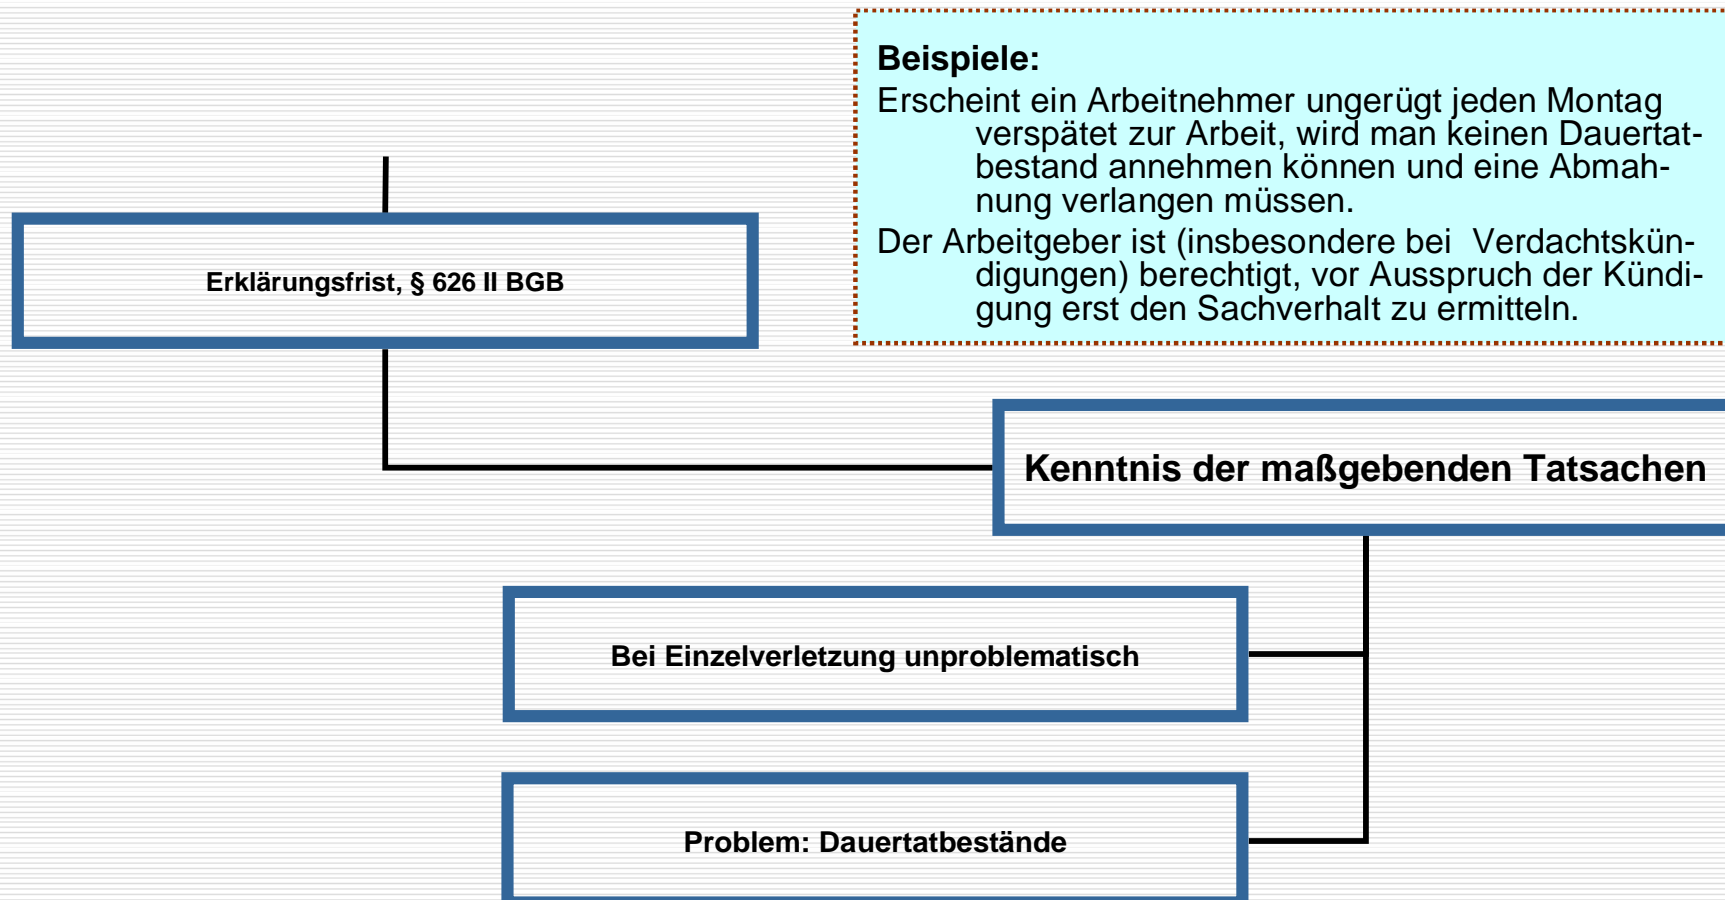 Beispiele:
Erscheint ein Arbeitnehmer ungerügt jeden Montag
verspätet zur Arbeit, wird man keinen Dauertat-
bestand annehmen können und eine Abmah-
nung verlangen müssen.
Der Arbeitgeber ist (insbesondere bei  Verdachtskün-
digungen) berechtigt, vor Ausspruch der Kündi-
gung erst den Sachverhalt zu ermitteln.
Erklärungsfrist, § 626 II BGB
Kenntnis der maßgebenden Tatsachen
Bei Einzelverletzung unproblematisch
Problem: Dauertatbestände